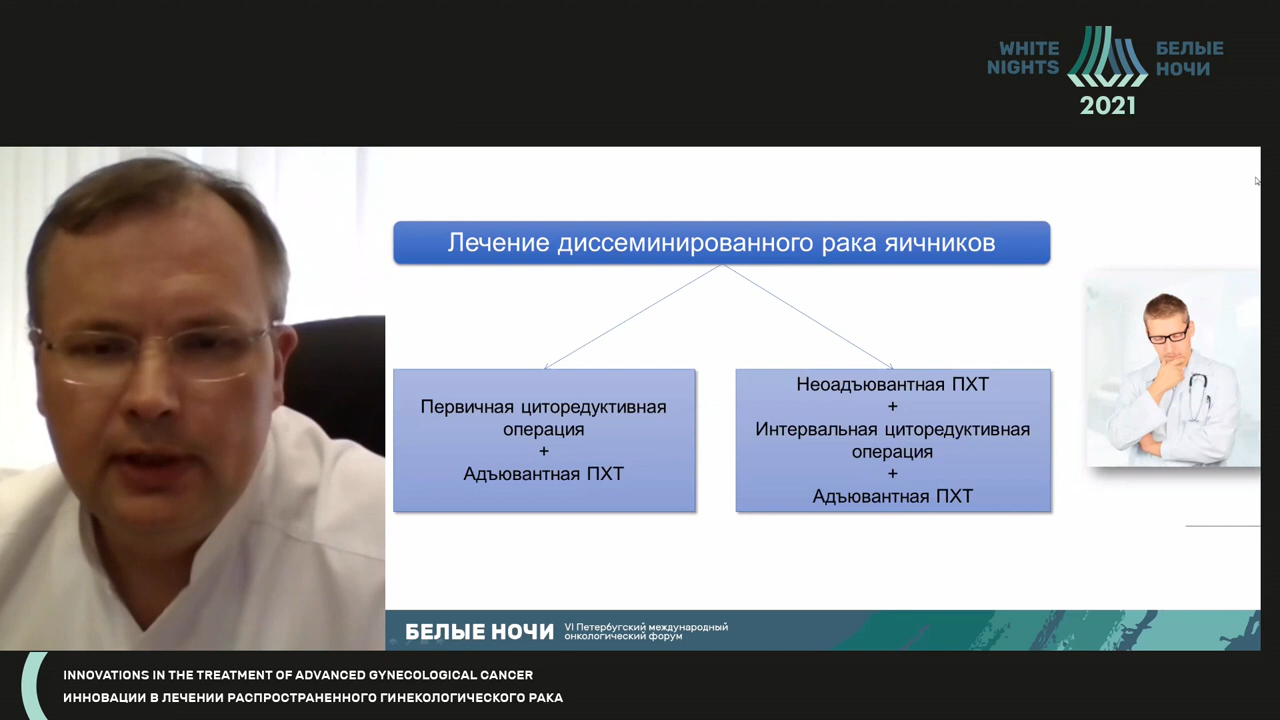 WHITE
NIGHTS
БЕЛЫЕ
НОЧИ
2021
Лечение диссеминированного рака яичников
Первичная циторедуктивная
операция
+
Адъювантная ПХТ
Неоадъювантная ПХТ
+
Интервальная циторедуктивная
операция
+
Адъювантная ПХТ
БЕЛЫЕ НОЧИ
VI Петербугский международный
онкологический форум
INNOVATIONS IN THE TREATMENT OF ADVANCED GYNECOLOGICAL CANCER
ИННОВАЦИИ В ЛЕЧЕНИИ РАСПРОСТРАНЕННОГО ГИНЕКОЛОГИЧЕСКОГО РАКА